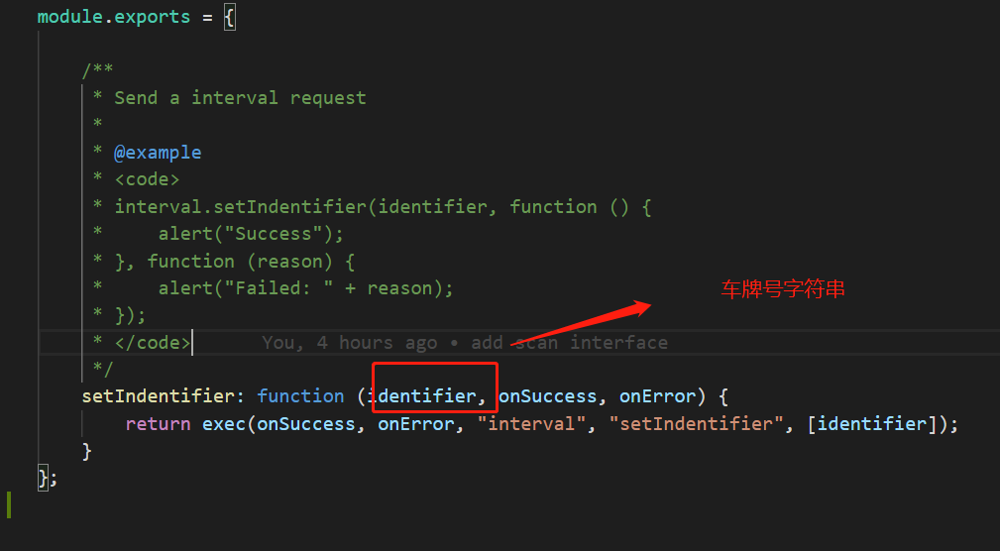 module.exports = {
/**
* Send a interval request
*
* @example
* <code>
* interval.setIndentifier(identifier, function () {
*     alert("Success");
* }, function (reason) {
*     alert("Failed: " + reason);
车牌号字符串
* });
* </code> You, 4 hours ago • add scan interface
*/
setIndentifier: function (identifier, onSuccess, onError) {
return exec(onSuccess, onError, "interval", "setIndentifier", [identifier]);
}
};